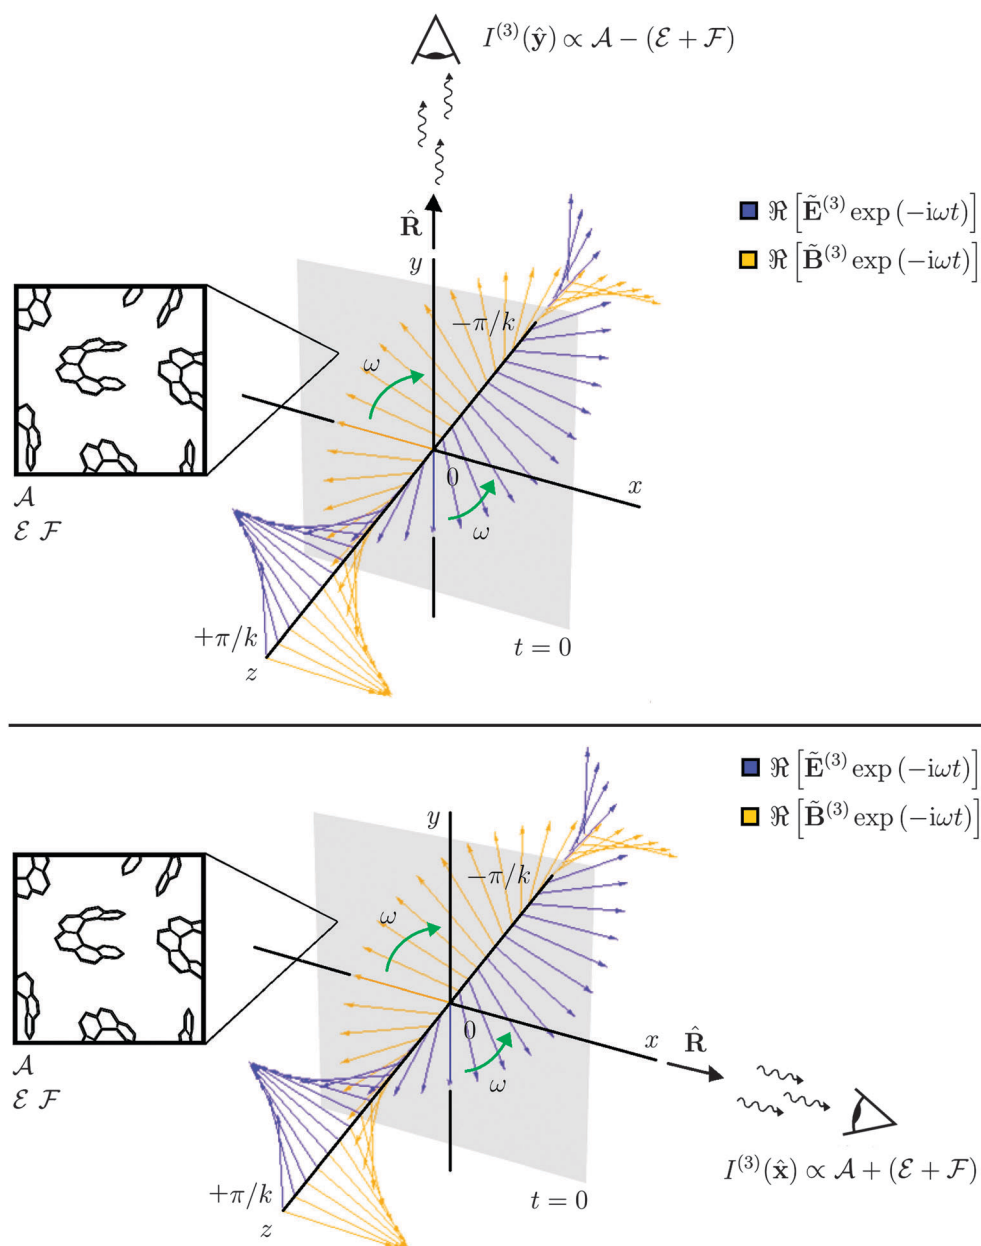 I^{(3)}(ŷ) ∝ 𝒜 − (ℰ + ℱ)
ℜ [Ẽ^{(3)} exp (−iωt)]
ℜ [B̃^{(3)} exp (−iωt)]
R̂
y
−π/k
ω
0
x
ω
𝒜
ℰ ℱ
+π/k
z
t = 0
ℜ [Ẽ^{(3)} exp (−iωt)]
ℜ [B̃^{(3)} exp (−iωt)]
y
−π/k
ω
0
x
R̂
ω
𝒜
ℰ ℱ
I^{(3)}(x̂) ∝ 𝒜 + (ℰ + ℱ)
+π/k
z
t = 0